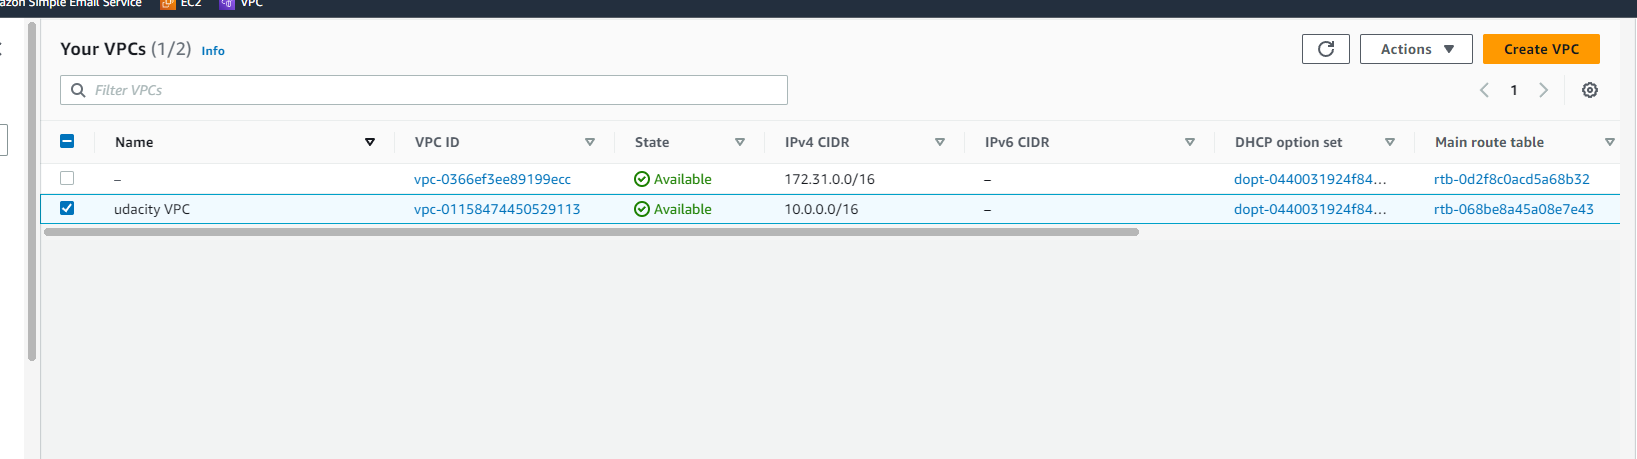 Amazon Simple Email Service EC2 VPC
Your VPCs (1/2) Info Actions Create VPC
Filter VPCs 1
Name VPC ID State IPv4 CIDR IPv6 CIDR DHCP option set Main route table
– vpc-0366ef3ee89199ecc Available 172.31.0.0/16 – dopt-0440031924f84... rtb-0d2f8c0acd5a68b32
udacity VPC vpc-01158474450529113 Available 10.0.0.0/16 – dopt-0440031924f84... rtb-068be8a45a08e7e43